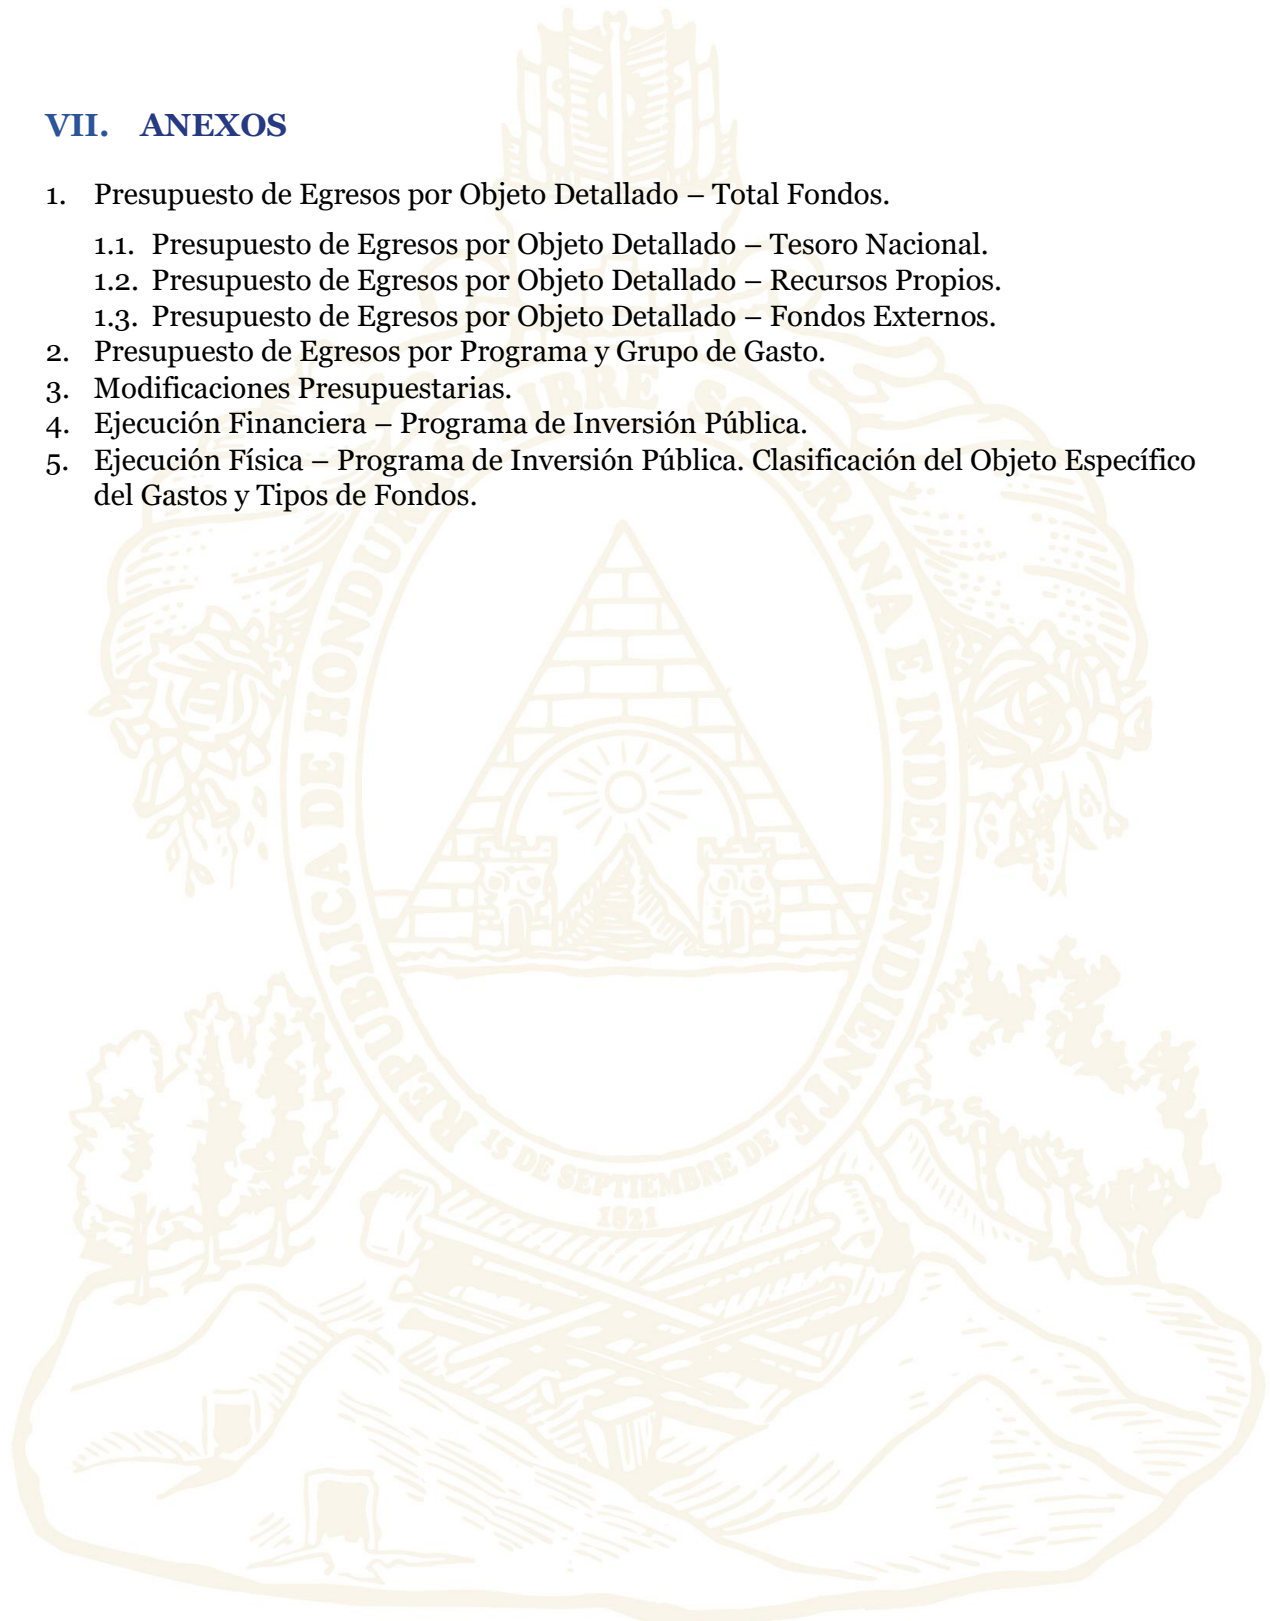 VII. ANEXOS
1. Presupuesto de Egresos por Objeto Detallado – Total Fondos.
1.1. Presupuesto de Egresos por Objeto Detallado – Tesoro Nacional.
1.2. Presupuesto de Egresos por Objeto Detallado – Recursos Propios.
1.3. Presupuesto de Egresos por Objeto Detallado – Fondos Externos.
2. Presupuesto de Egresos por Programa y Grupo de Gasto.
3. Modificaciones Presupuestarias.
4. Ejecución Financiera – Programa de Inversión Pública.
5. Ejecución Física – Programa de Inversión Pública. Clasificación del Objeto Específico
del Gastos y Tipos de Fondos.
REPUBLICA DE HONDURAS LIBRE SOBERANA E INDEPENDIENTE
15 DE SEPTIEMBRE DE
1821